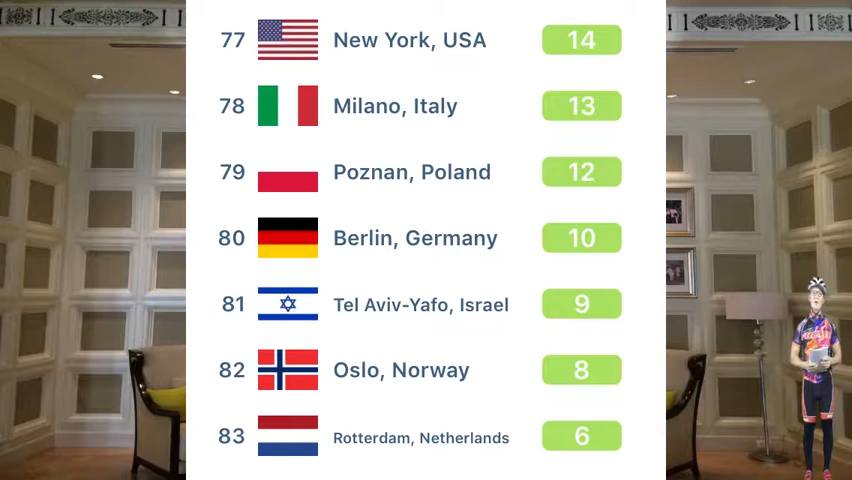 77 New York, USA 14
78 Milano, Italy 13
79 Poznan, Poland 12
80 Berlin, Germany 10
81 Tel Aviv-Yafo, Israel 9
82 Oslo, Norway 8
83 Rotterdam, Netherlands 6